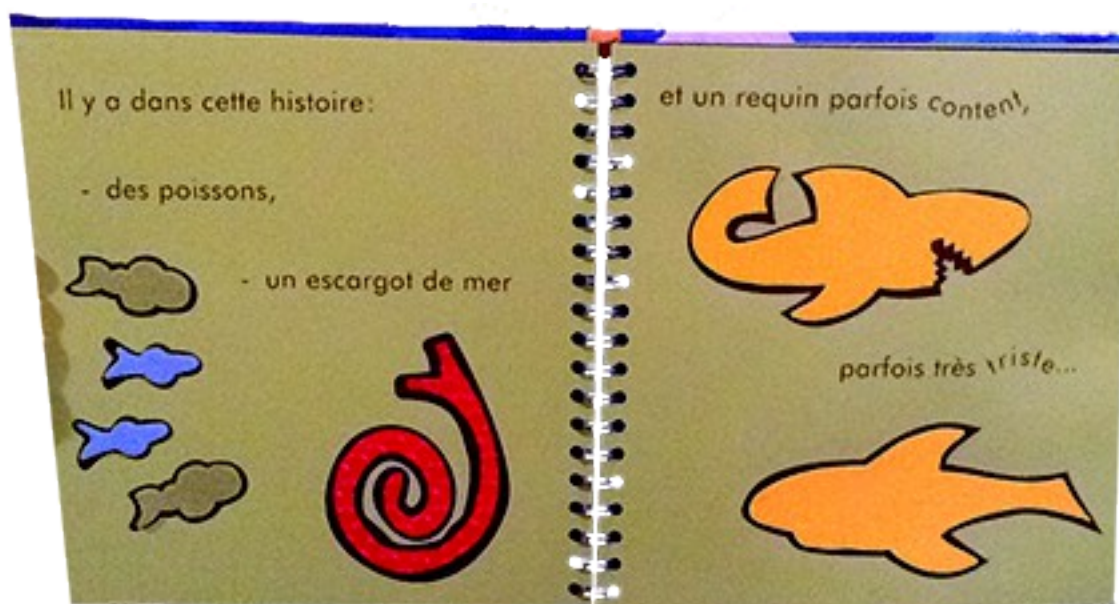 Il y a dans cette histoire:
- des poissons,
- un escargot de mer
et un requin parfois content,
parfois très triste...